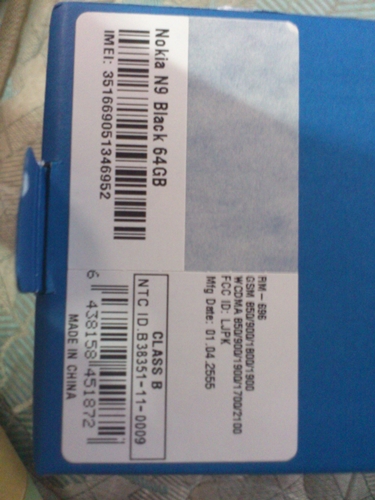 Nokia N9 Black 64GB
IMEI: 351669051346952
RM-696
GSM 850/900/1800/1900
WCDMA 850/900/1900/1700/2100
FCC ID: LJPK
Mfg Date: 01.04.2555
CLASS B
NTC ID.B38351-11-0009
6 438158 451872
MADE IN CHINA